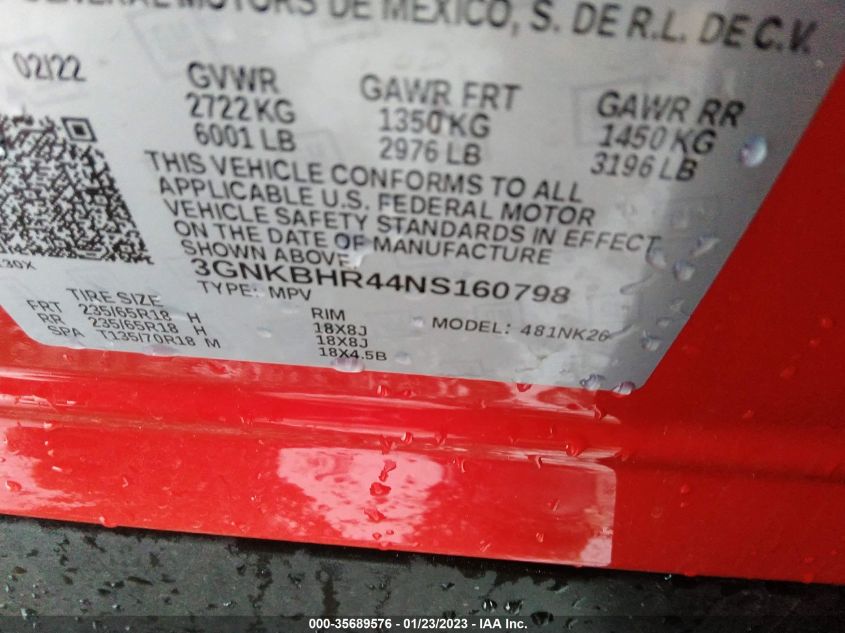 GENERAL MOTORS DE MEXICO, S. DE R.L. DE C.V.
02/22
GVWR
2722 KG
6001 LB
GAWR FRT
1350 KG
2976 LB
GAWR RR
1450 KG
3196 LB
THIS VEHICLE CONFORMS TO ALL
APPLICABLE U.S. FEDERAL MOTOR
VEHICLE SAFETY STANDARDS IN EFFECT
ON THE DATE OF MANUFACTURE
SHOWN ABOVE.
3GNKBHR44NS160798
TYPE: MPV
MODEL: 481NK26
TIRE SIZE
FRT 235/65R18 H
RR 235/65R18 H
SPA T135/70R18 M
RIM
18X8J
18X8J
18X4.5B
000-35689576 - 01/23/2023 - IAA Inc.